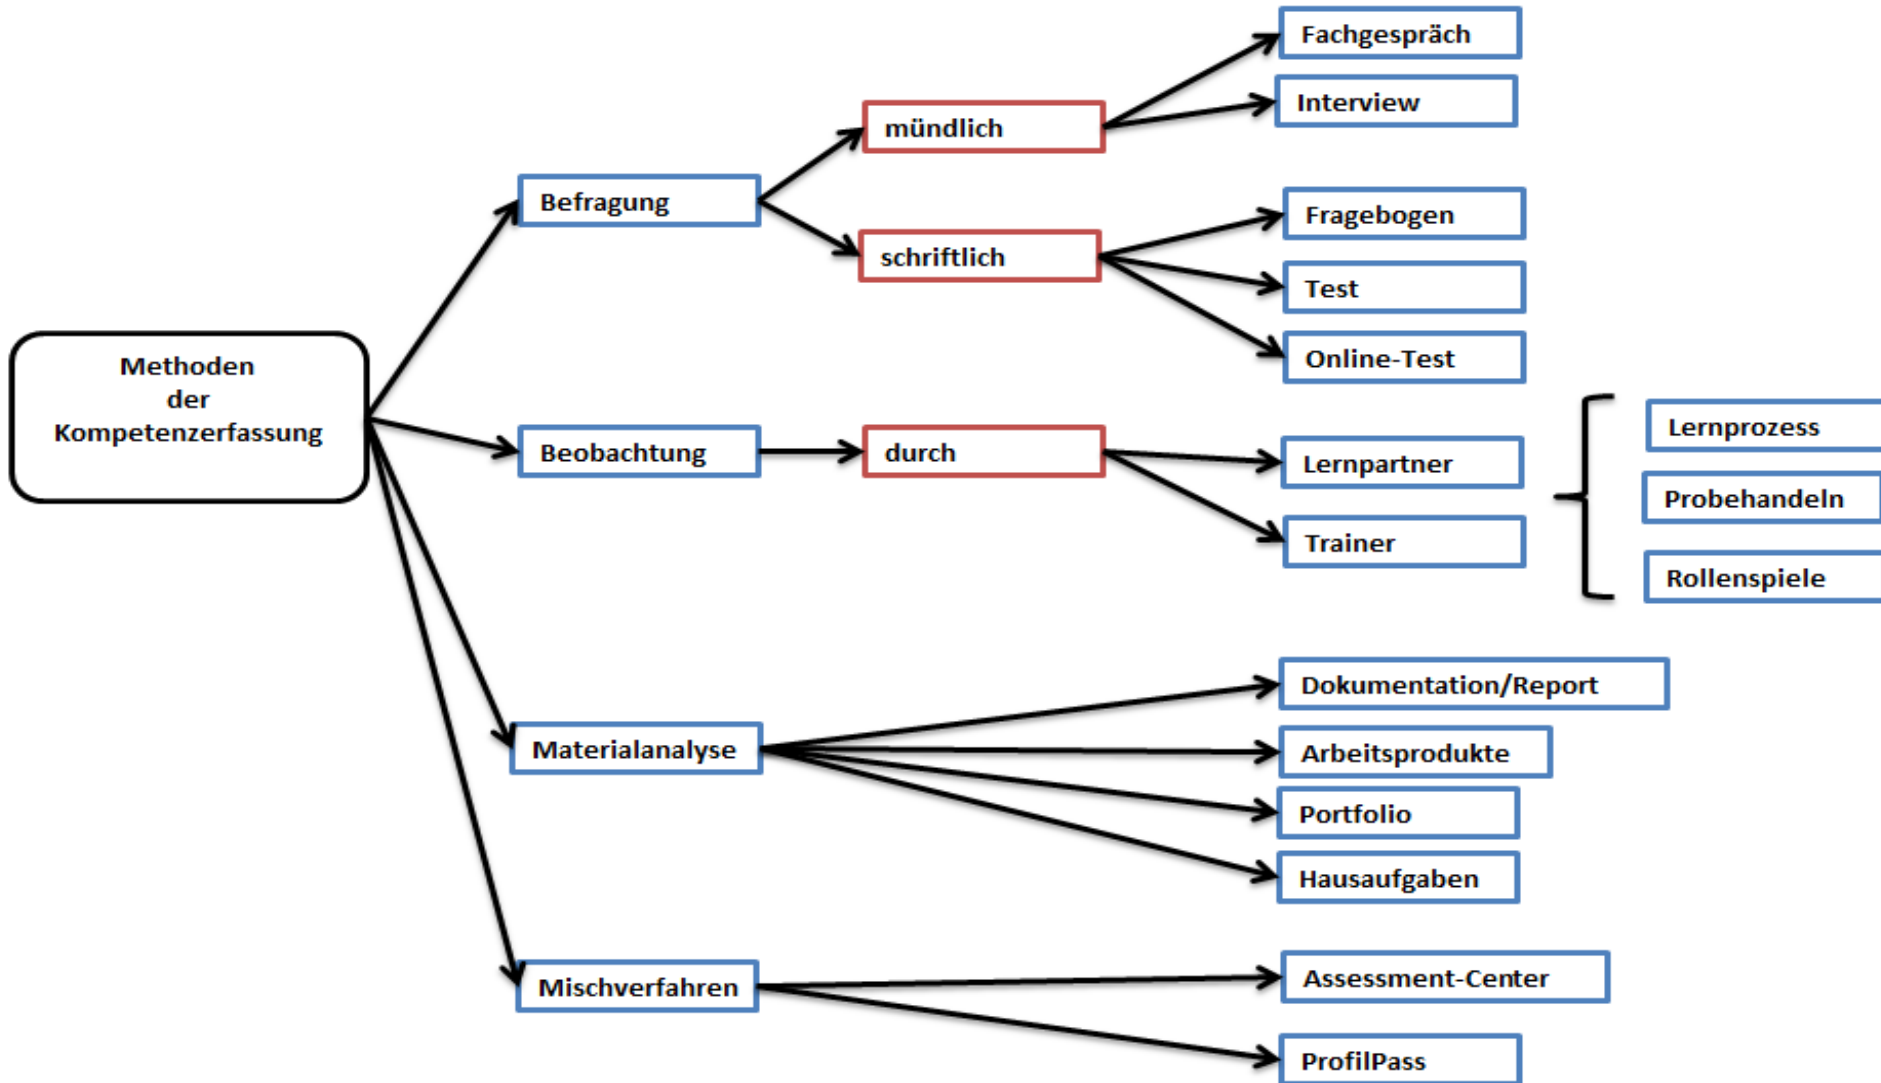 Methoden
der
Kompetenzerfassung
Befragung
mündlich
Fachgespräch
Interview
schriftlich
Fragebogen
Test
Online-Test
Beobachtung
durch
Lernpartner
Trainer
Lernprozess
Probehandeln
Rollenspiele
Materialanalyse
Dokumentation/Report
Arbeitsprodukte
Portfolio
Hausaufgaben
Mischverfahren
Assessment-Center
ProfilPass